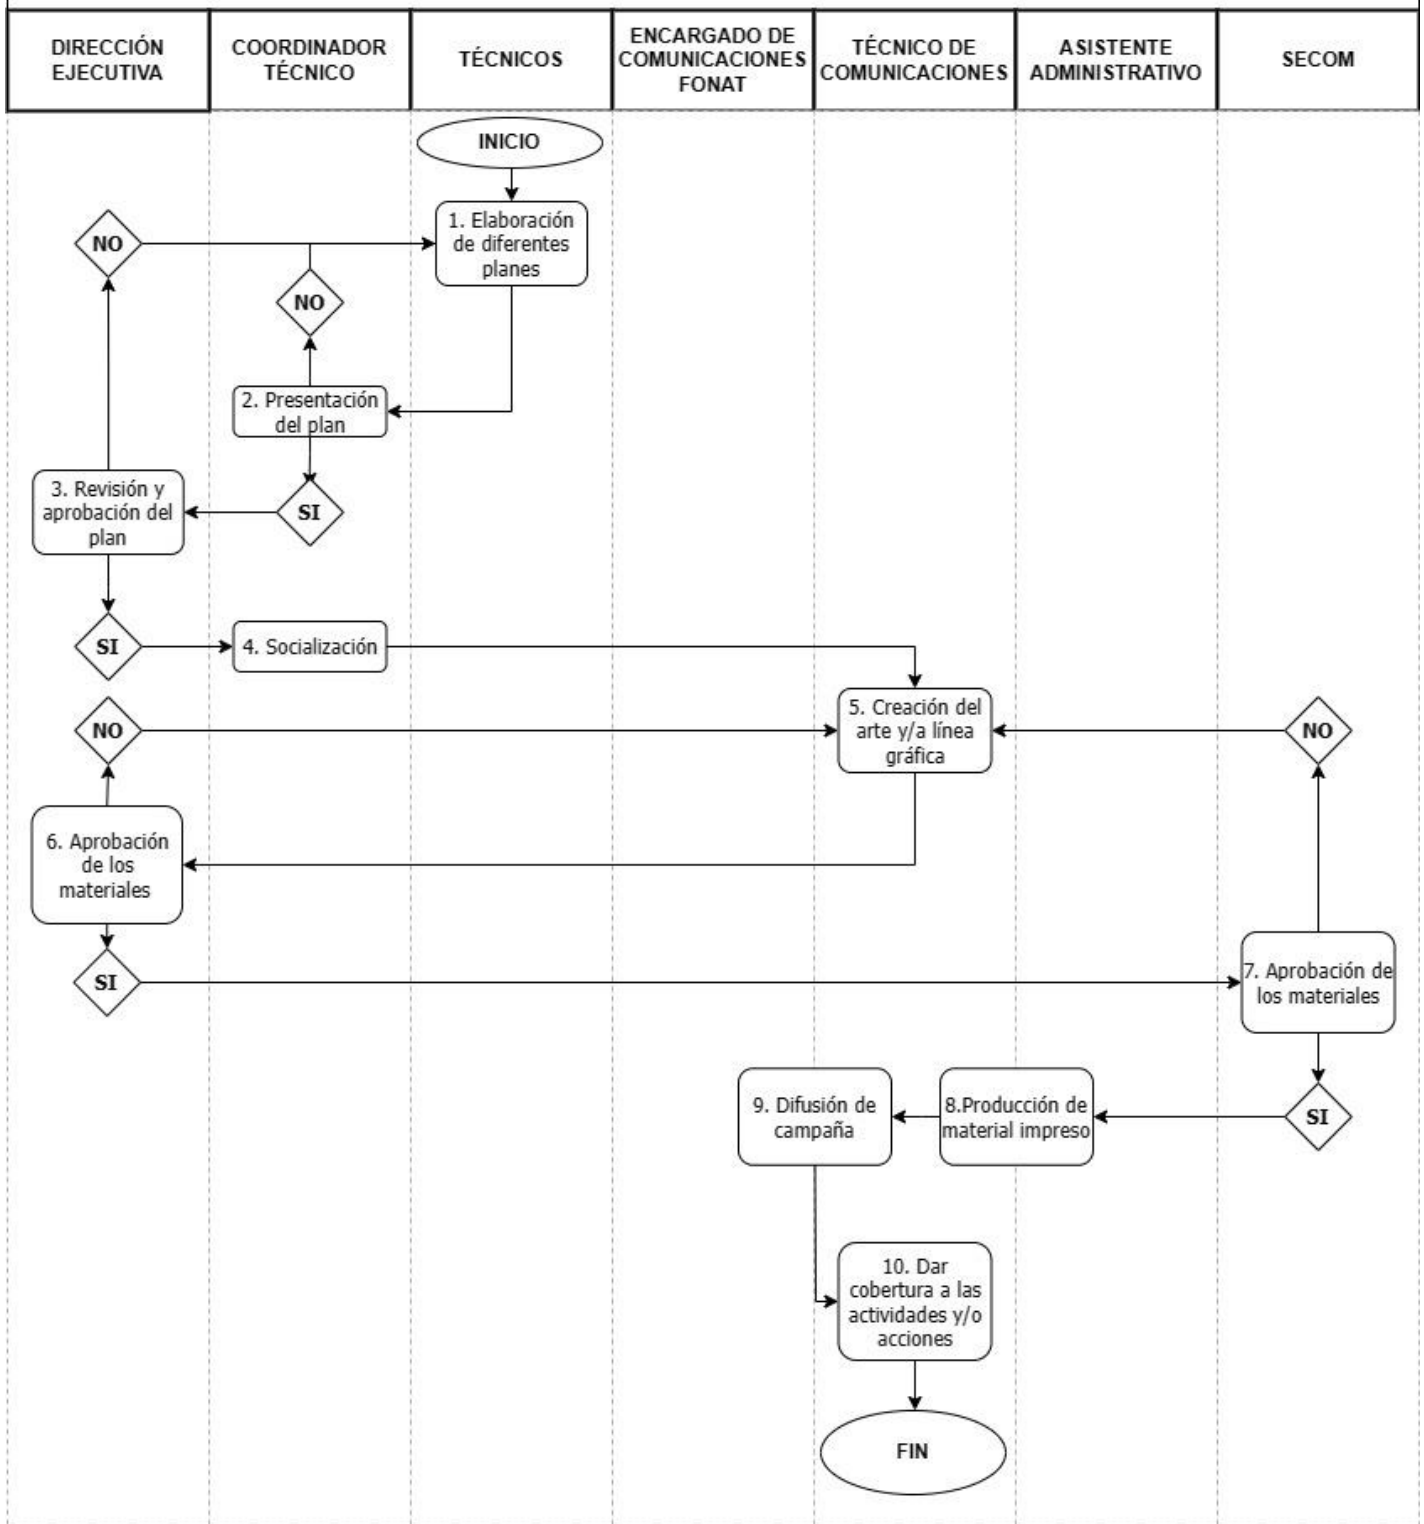 DIRECCIÓN
EJECUTIVA
COORDINADOR
TÉCNICO
TÉCNICOS
ENCARGADO DE
COMUNICACIONES
FONAT
TÉCNICO DE
COMUNICACIONES
ASISTENTE
ADMINISTRATIVO
SECOM
INICIO
1. Elaboración
de diferentes
planes
NO
NO
2. Presentación
del plan
3. Revisión y
aprobación del
plan
SI
SI
4. Socialización
5. Creación del
arte y/a línea
gráfica
NO
NO
6. Aprobación
de los
materiales
SI
7. Aprobación de
los materiales
9. Difusión de
campaña
8.Producción de
material impreso
SI
10. Dar
cobertura a las
actividades y/o
acciones
FIN